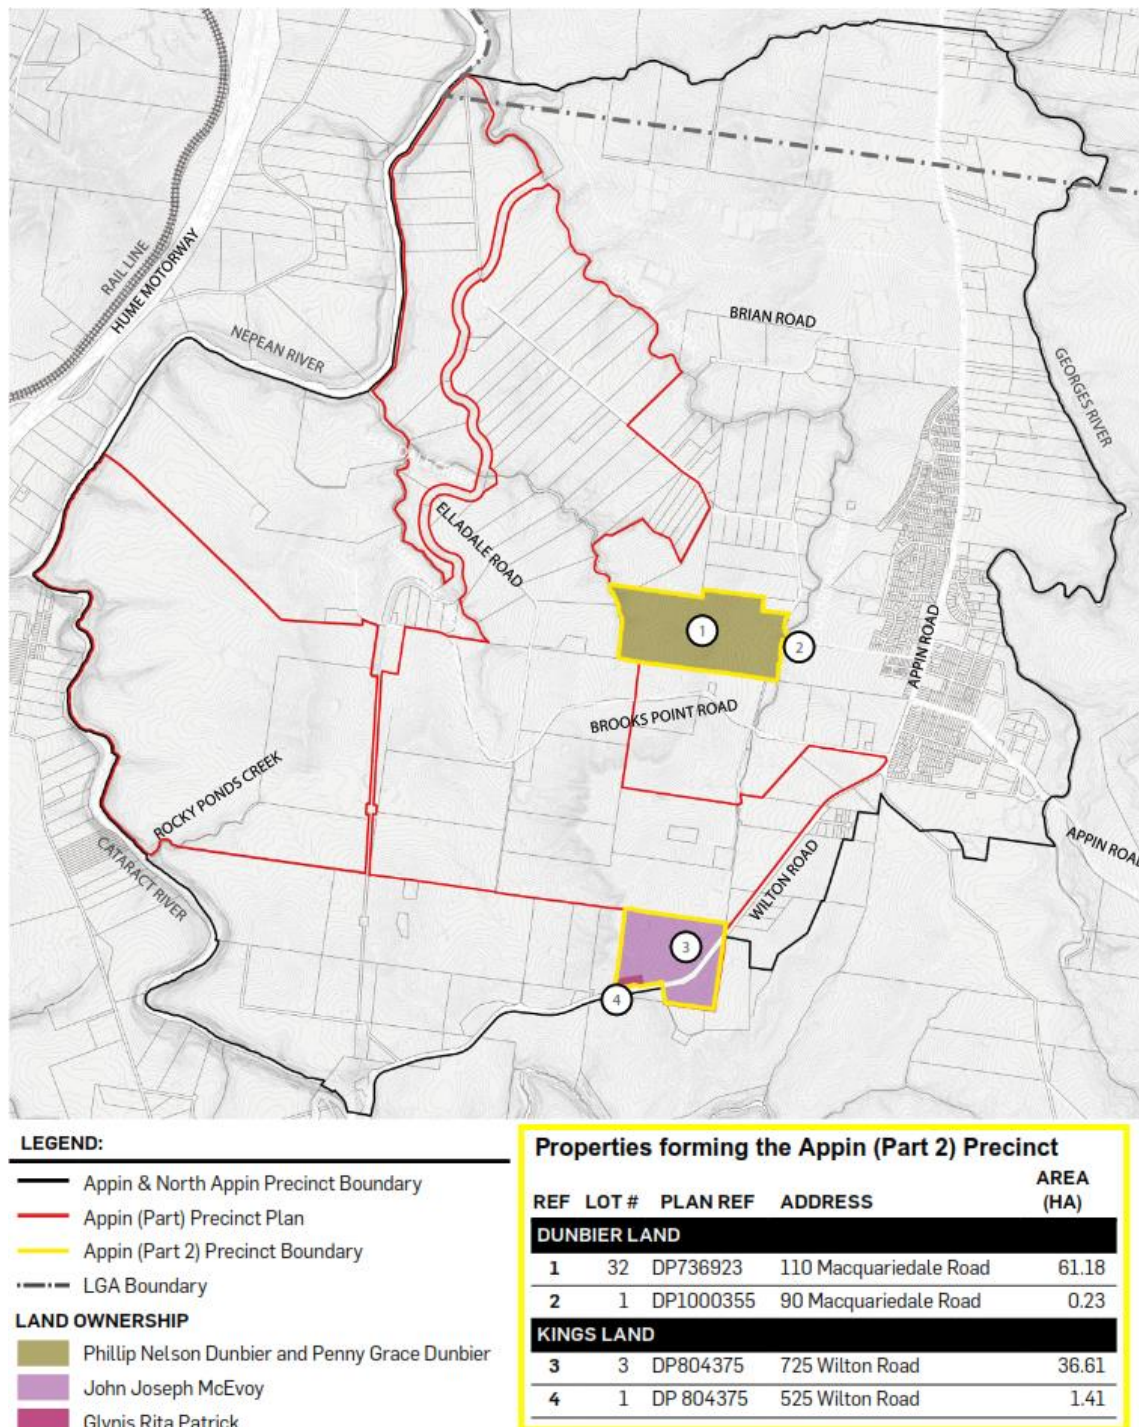 RAIL LINE
HUME MOTORWAY
NEPEAN RIVER
BRIAN ROAD
GEORGES RIVER
ELLADALE ROAD
1
2
APPIN ROAD
BROOKS POINT ROAD
ROCKY PONDS CREEK
CATARACT RIVER
WILTON ROAD
APPIN ROAD
3
4
LEGEND:
Appin & North Appin Precinct Boundary
Appin (Part) Precinct Plan
Appin (Part 2) Precinct Boundary
LGA Boundary
LAND OWNERSHIP
Phillip Nelson Dunbier and Penny Grace Dunbier
John Joseph McEvoy
Glynis Rita Patrick
Properties forming the Appin (Part 2) Precinct
REF LOT # PLAN REF ADDRESS AREA (HA)
DUNBIER LAND
1 32 DP736923 110 Macquariedale Road 61.18
2 1 DP1000355 90 Macquariedale Road 0.23
KINGS LAND
3 3 DP804375 725 Wilton Road 36.61
4 1 DP 804375 525 Wilton Road 1.41